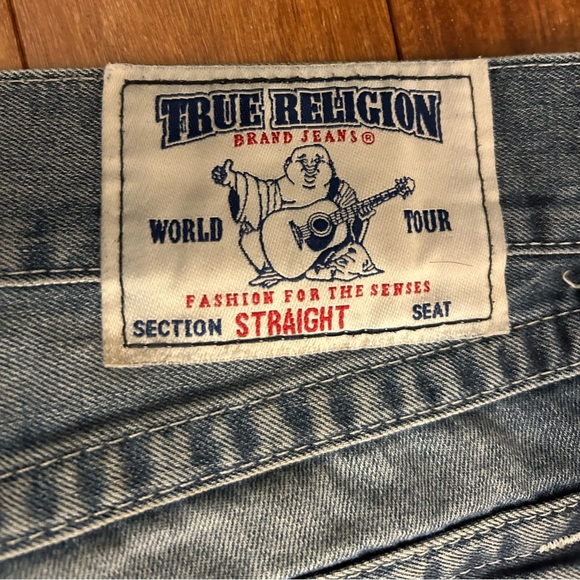 TRUE RELIGION
BRAND JEANS®
WORLD TOUR
FASHION FOR THE SENSES
SECTION STRAIGHT SEAT